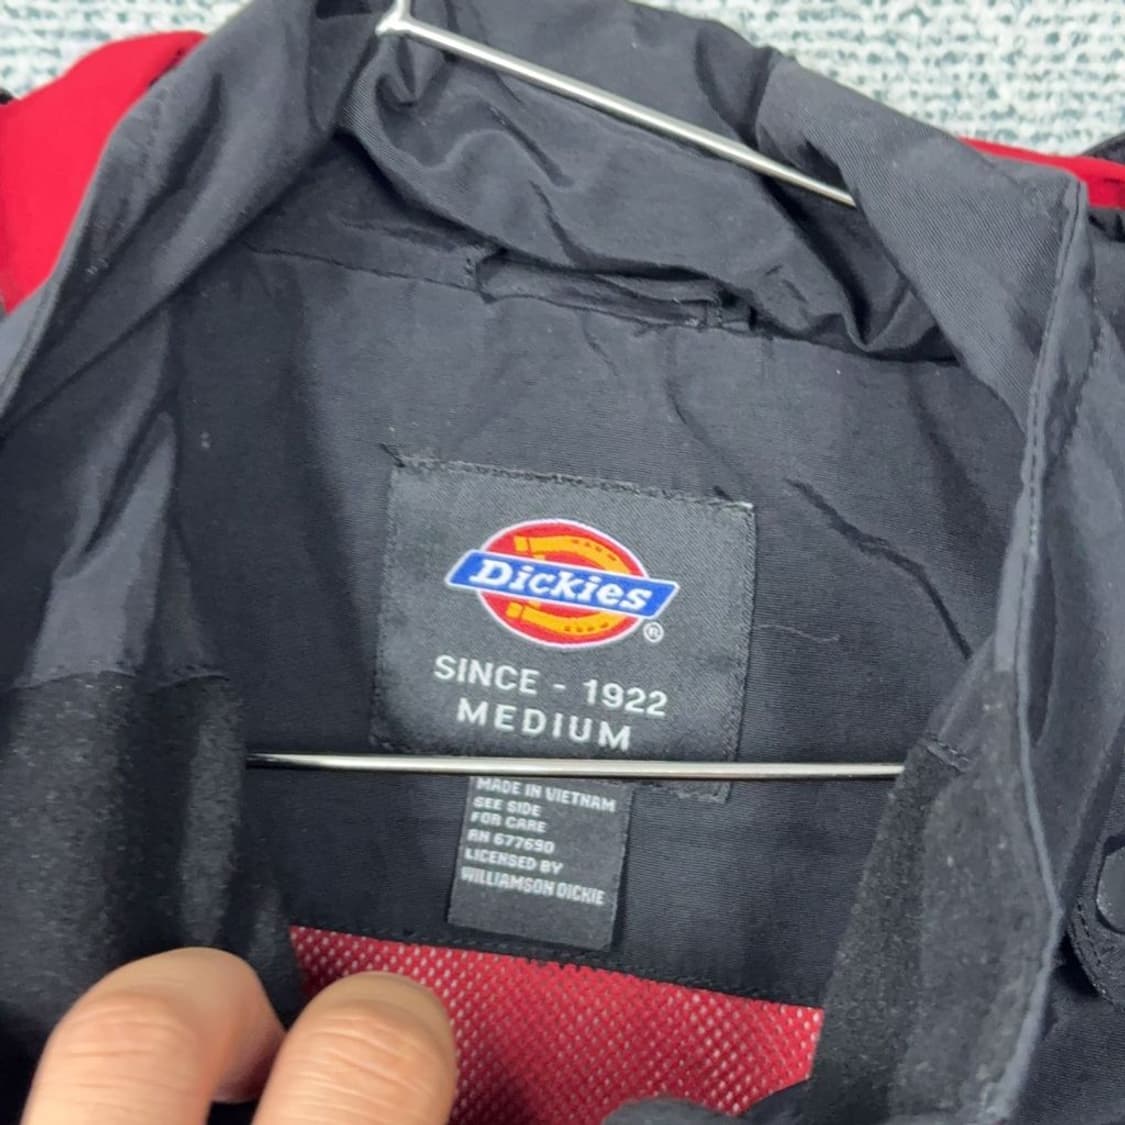 Dickies
®
SINCE - 1922
MEDIUM
MADE IN VIETNAM
SEE SIDE
FOR CARE
RN 677690
LICENSED BY
WILLIAMSON DICKIE